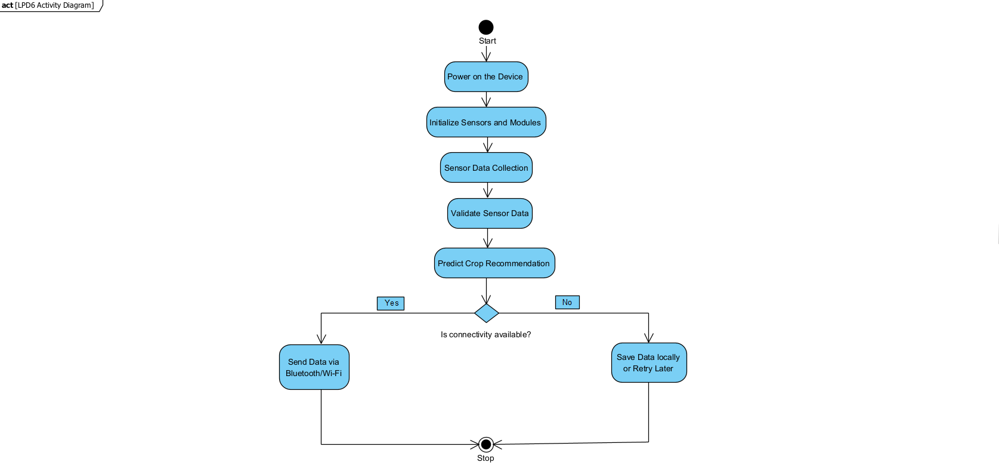 act [LPD6 Activity Diagram]
Start
Power on the Device
Initialize Sensors and Modules
Sensor Data Collection
Validate Sensor Data
Predict Crop Recommendation
Yes
No
Is connectivity available?
Send Data via
Bluetooth/Wi-Fi
Save Data locally
or Retry Later
Stop